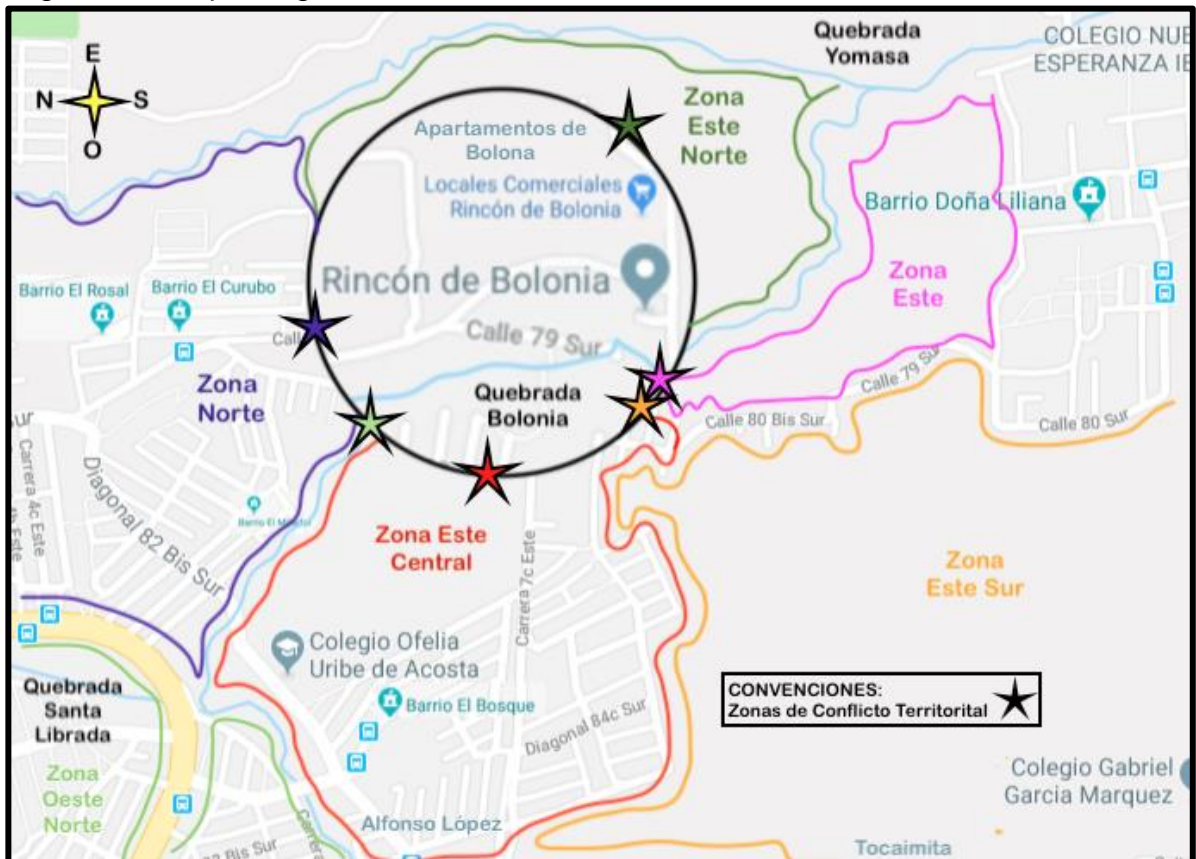 E
N S
O
Quebrada
Yomasa
COLEGIO NUE
ESPERANZA IE
Zona
Este
Norte
Apartamentos de
Bolona
Locales Comerciales
Rincón de Bolonia
Barrio Doña Liliana
Zona
Este
Rincón de Bolonia
Barrio El Rosal
Barrio El Curubo
Calle 79 Sur
Zona
Norte
Quebrada
Bolonia
Calle 79 Sur
Calle 80 Bis Sur
Calle 80 Sur
Carrera 4c Este
Diagonal 82 Bis Sur
Zona Este
Central
Carrera 7c Este
Zona
Este Sur
Colegio Ofelia
Uribe de Acosta
Barrio El Bosque
Diagonal 84c Sur
Quebrada
Santa
Librada
CONVENCIONES:
Zonas de Conflicto Territorital
Zona
Oeste
Norte
Colegio Gabriel
Garcia Marquez
Alfonso López
Tocaimita
Bis Sur